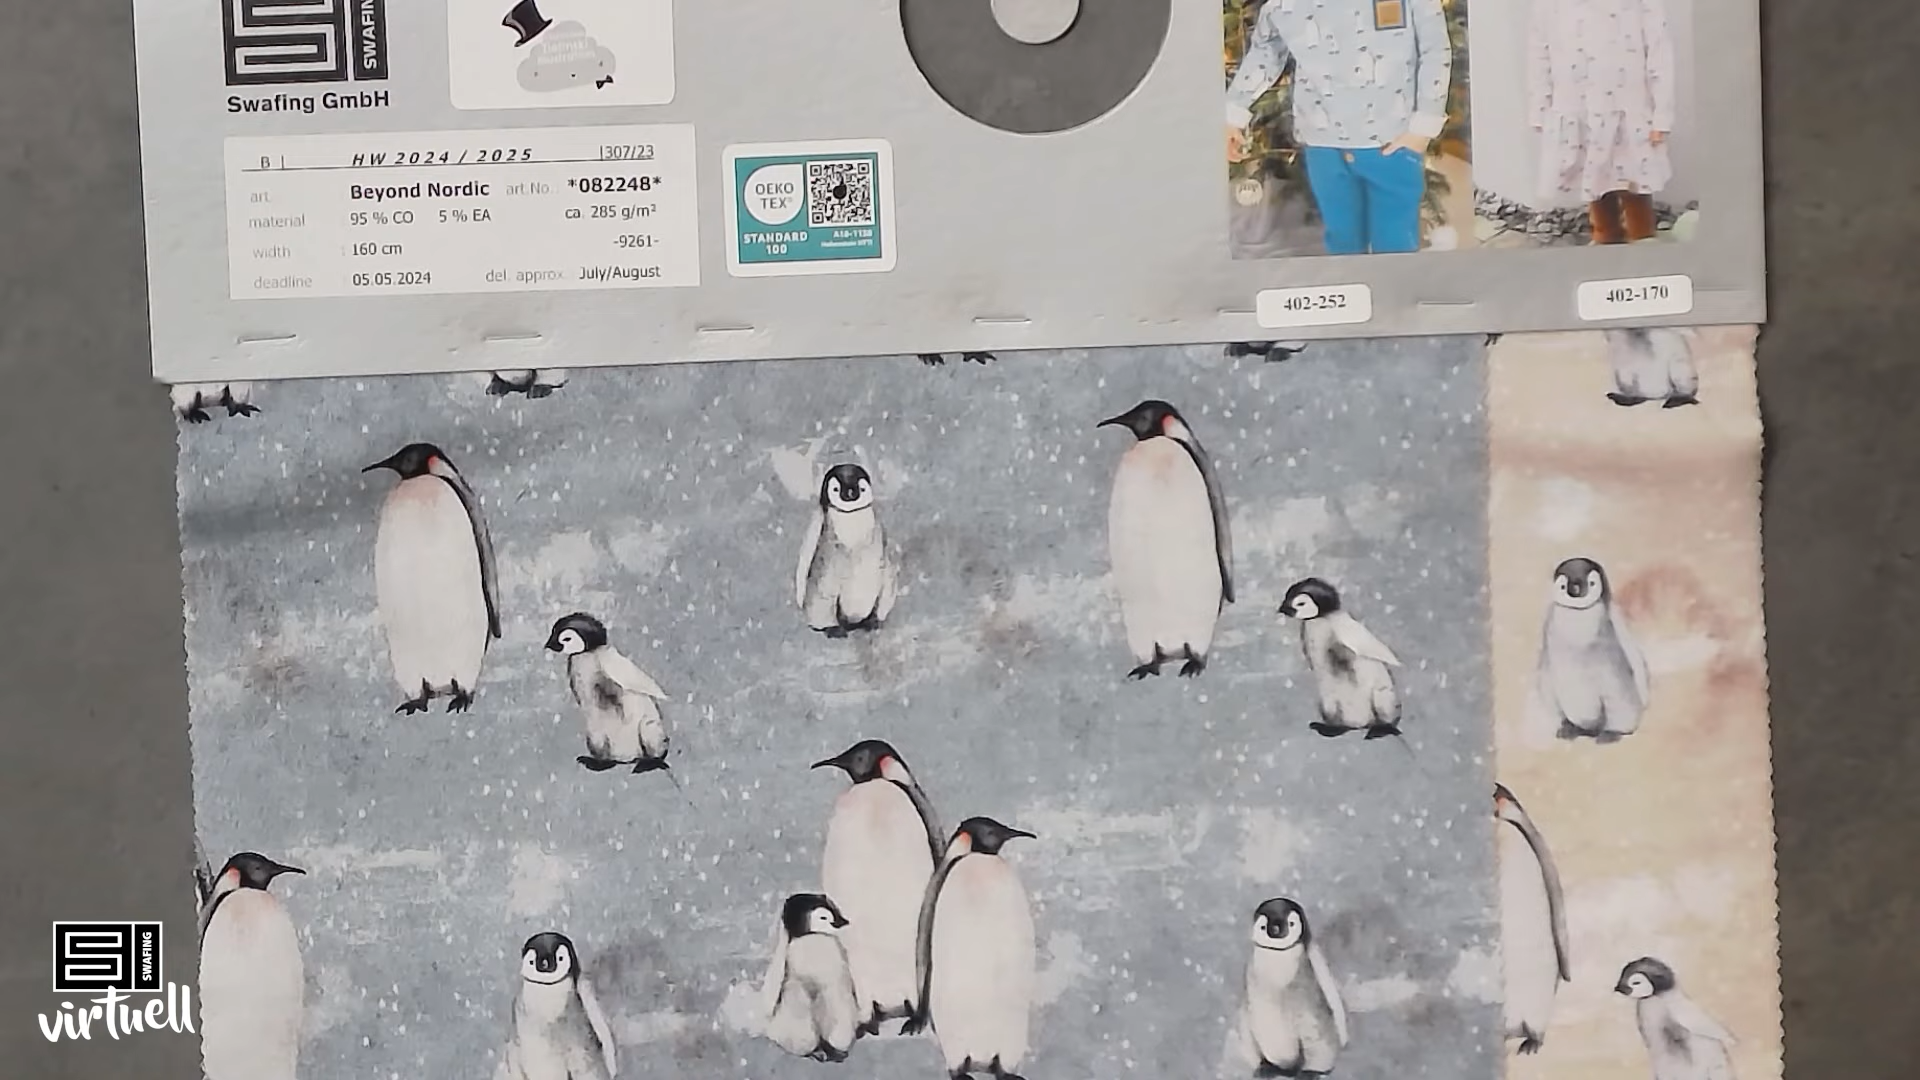 SWAFING
Swafing GmbH
Tielinski
Illustration
B | HW 2024 / 2025 |307/23
art. Beyond Nordic art.No.: *082248*
material 95 % CO 5 % EA ca. 285 g/m²
width : 160 cm -9261-
deadline : 05.05.2024 del. approx. July/August
OEKO
TEX®
STANDARD
100
402-252
402-170
SWAFING
virtuell